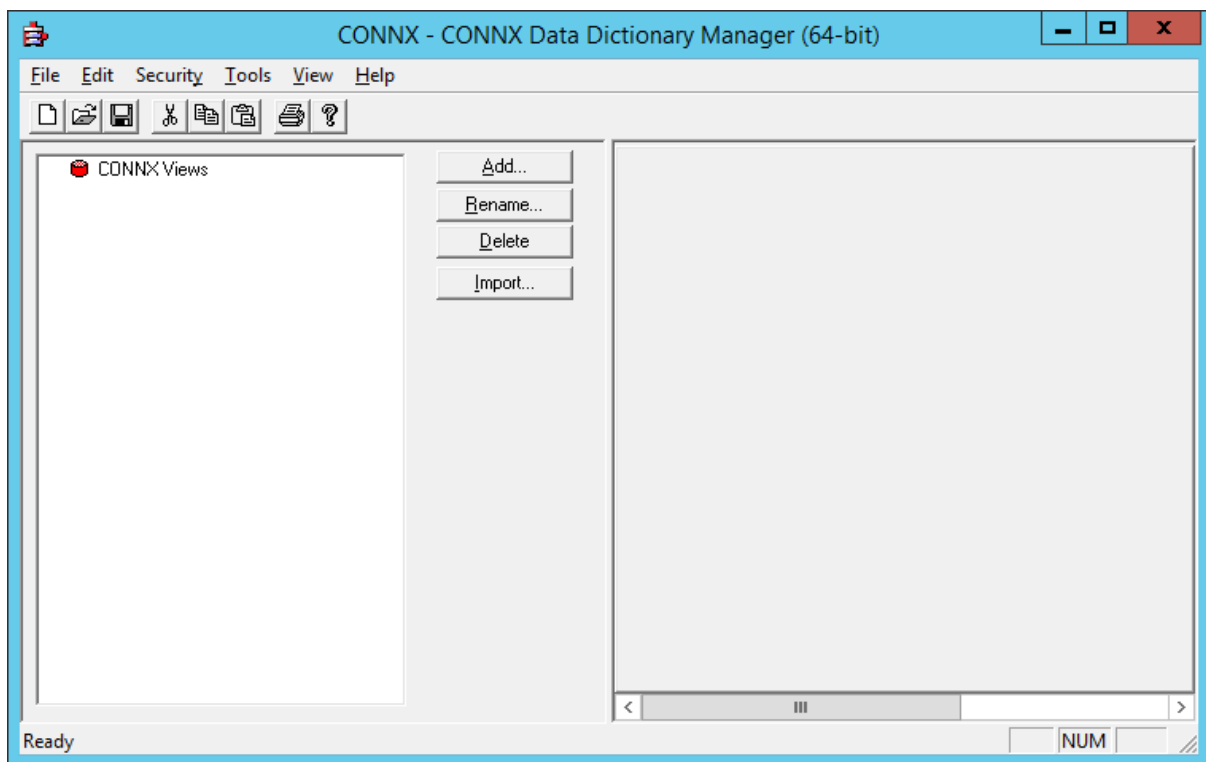 CONNX - CONNX Data Dictionary Manager (64-bit)
File Edit Security Tools View Help
CONNX Views
Add...
Rename...
Delete
Import...
Ready
NUM